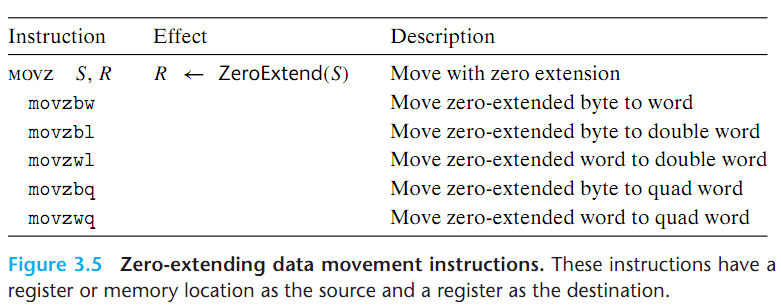 Instruction Effect Description
MOVZ S, R R ← ZeroExtend(S) Move with zero extension
movzbw Move zero-extended byte to word
movzbl Move zero-extended byte to double word
movzwl Move zero-extended word to double word
movzbq Move zero-extended byte to quad word
movzwq Move zero-extended word to quad word
Figure 3.5 Zero-extending data movement instructions. These instructions have a
register or memory location as the source and a register as the destination.